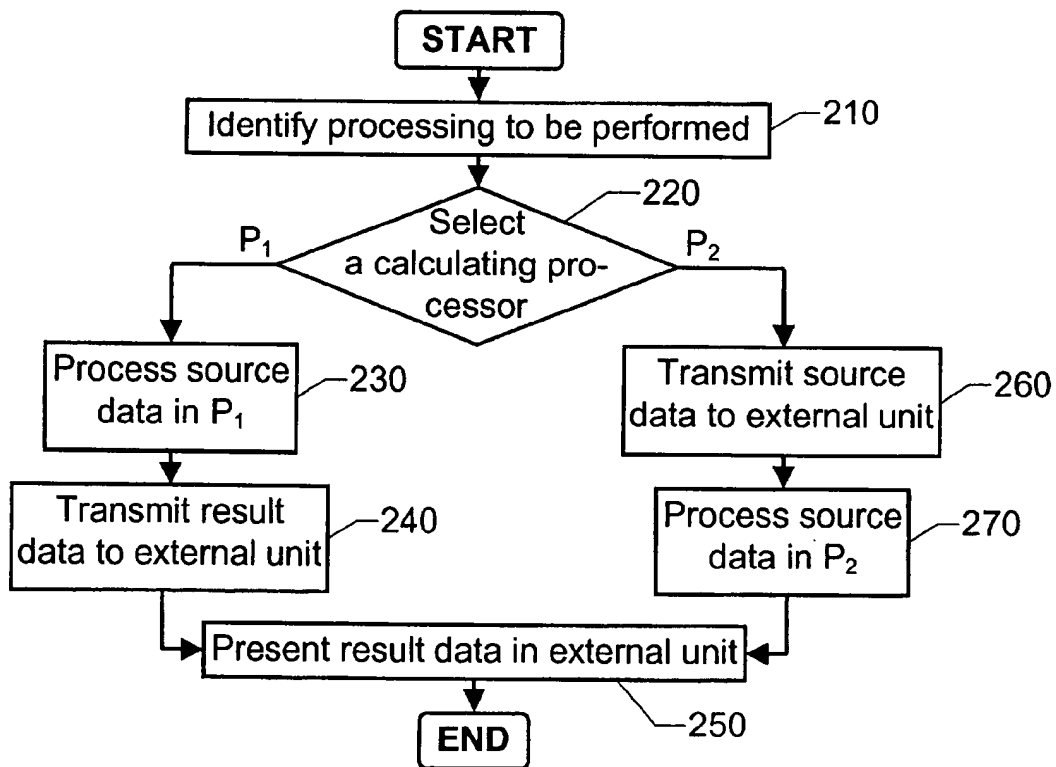 START
Identify processing to be performed
210
220
Select
a calculating pro-
cessor
P₁
P₂
Process source
data in P₁
230
Transmit source
data to external unit
260
Transmit result
data to external unit
240
Process source
data in P₂
270
Present result data in external unit
250
END